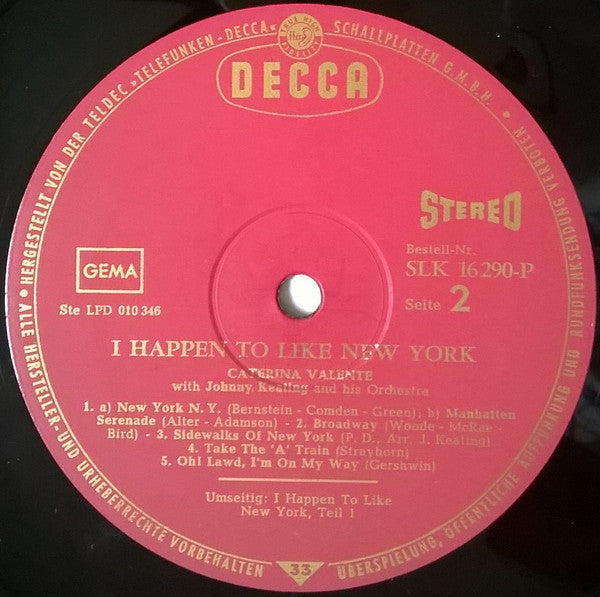 • HERGESTELLT VON DER TELDEC »TELEFUNKEN - DECCA« SCHALLPLATTEN G.M.B.H.
TRUE HIGH
FIDELITY
DECCA
STEREO
GEMA
Bestell-Nr.
SLK 16 290-P
Seite 2
Ste LPD 010 346
I HAPPEN TO LIKE NEW YORK
CATERINA VALENTE
with Johnny Keating and his Orchestra
1. a) New York N. Y. (Bernstein - Comden - Green); b) Manhatten
Serenade (Alter - Adamson) - 2. Broadway (Woode - McRae -
Bird) - 3. Sidewalks Of New York (P. D., Arr. J. Keating)
4. Take The 'A' Train (Strayhorn)
5. Oh! Lawd, I'm On My Way (Gershwin)
Umseitig: I Happen To Like
New York, Teil 1
• ALLE HERSTELLER- UND URHEBERRECHTE VORBEHALTEN
33
ÜBERSPIELUNG, ÖFFENTLICHE AUFFÜHRUNG UND RUNDFUNKSENDUNG VERBOTEN